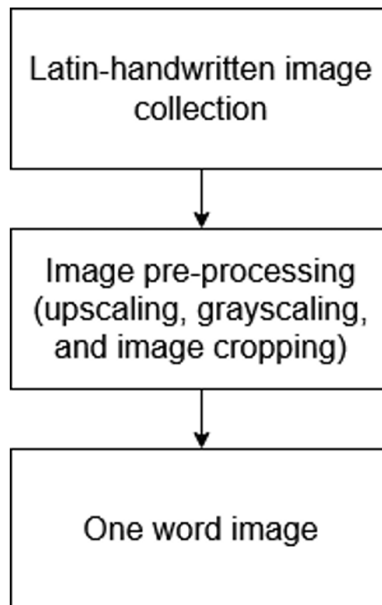 Latin-handwritten image
collection
Image pre-processing
(upscaling, grayscaling,
and image cropping)
One word image